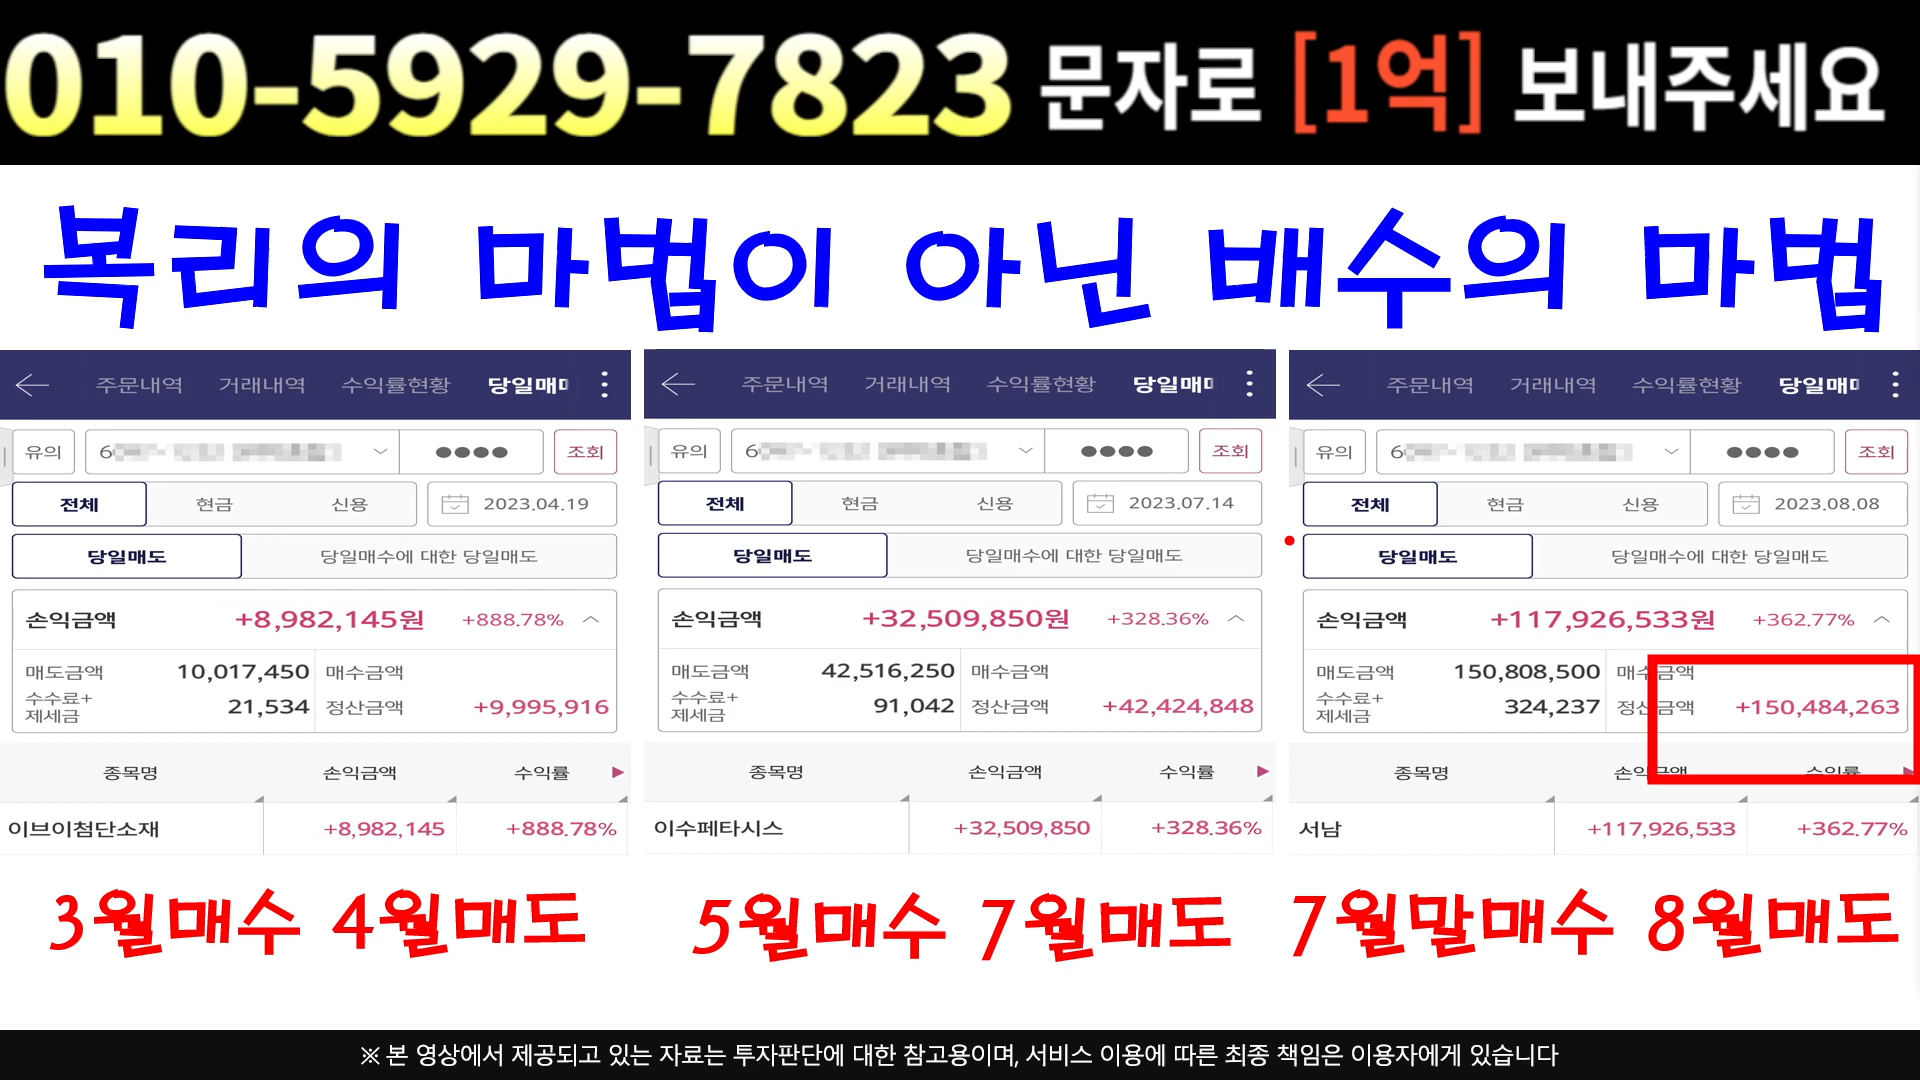 010-5929-7823 문자로 [1억] 보내주세요
복리의 마법이 아닌 배수의 마법
주문내역 거래내역 수익률현황 당일매
유의 6 조회
전체 현금 신용 2023.04.19
당일매도 당일매수에 대한 당일매도
손익금액 +8,982,145원 +888.78%
매도금액 10,017,450 매수금액
수수료+
제세금 21,534 정산금액 +9,995,916
종목명 손익금액 수익률
이브이첨단소재 +8,982,145 +888.78%
3월매수 4월매도
주문내역 거래내역 수익률현황 당일매
유의 6 조회
전체 현금 신용 2023.07.14
당일매도 당일매수에 대한 당일매도
손익금액 +32,509,850원 +328.36%
매도금액 42,516,250 매수금액
수수료+
제세금 91,042 정산금액 +42,424,848
종목명 손익금액 수익률
이수페타시스 +32,509,850 +328.36%
5월매수 7월매도
주문내역 거래내역 수익률현황 당일매
유의 6 조회
전체 현금 신용 2023.08.08
당일매도 당일매수에 대한 당일매도
손익금액 +117,926,533원 +362.77%
매도금액 150,808,500 매수금액
수수료+
제세금 324,237 정산금액 +150,484,263
종목명 손익금액 수익률
서남 +117,926,533 +362.77%
7월말매수 8월매도
※ 본 영상에서 제공되고 있는 자료는 투자판단에 대한 참고용이며, 서비스 이용에 따른 최종 책임은 이용자에게 있습니다